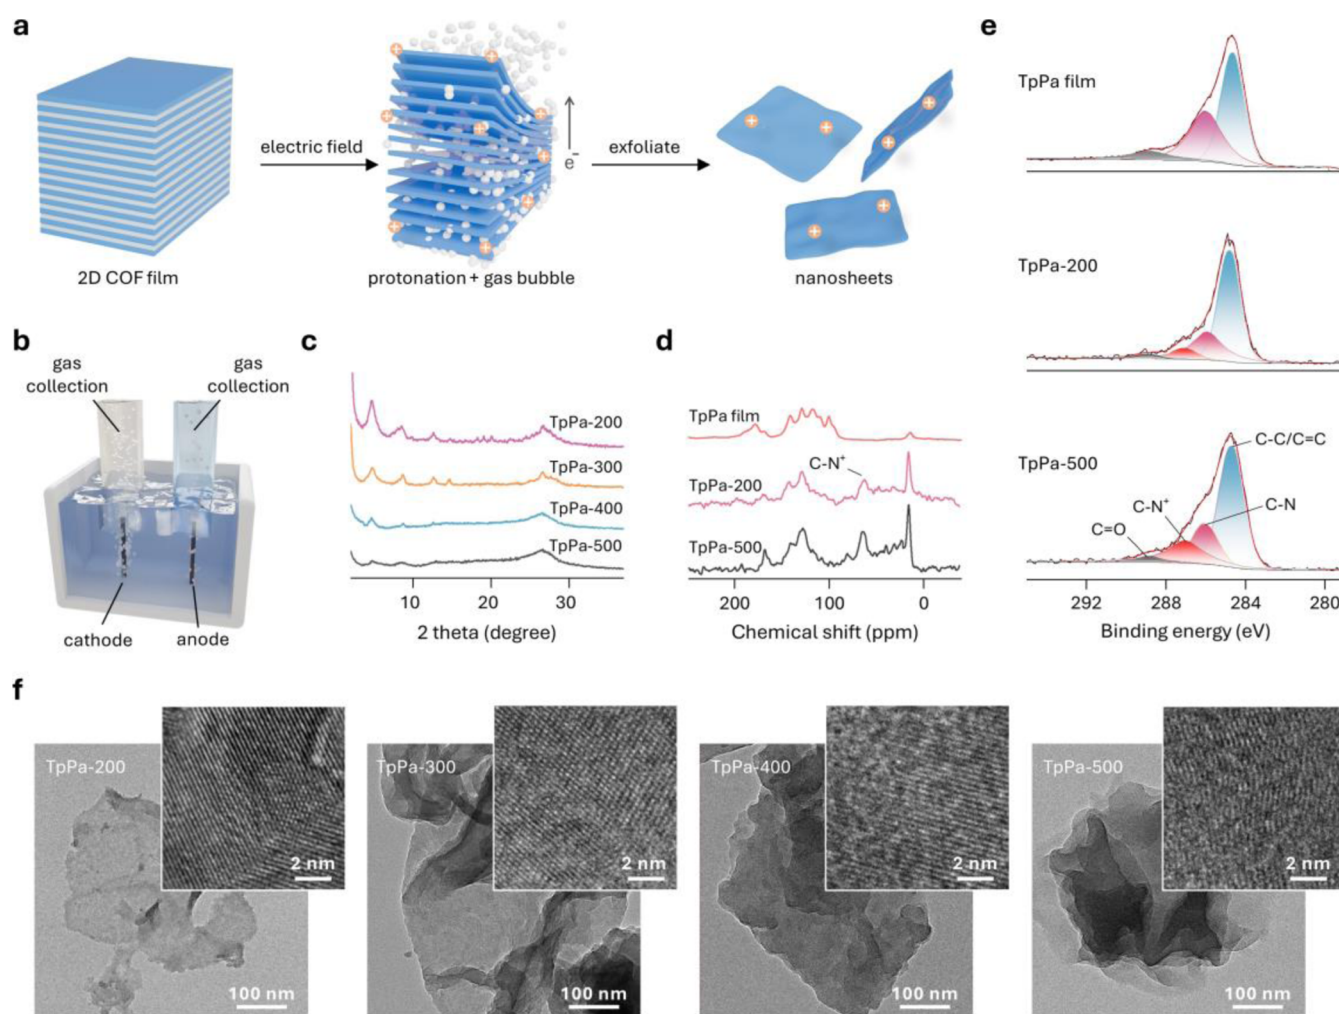 a
electric field
exfoliate
e-
2D COF film
protonation + gas bubble
nanosheets
b
gas
collection
gas
collection
cathode
anode
c
TpPa-200
TpPa-300
TpPa-400
TpPa-500
10
20
30
2 theta (degree)
d
TpPa film
C-N+
TpPa-200
TpPa-500
200
100
0
Chemical shift (ppm)
e
TpPa film
TpPa-200
TpPa-500
C-C/C=C
C-N+
C-N
C=O
292
288
284
280
Binding energy (eV)
f
TpPa-200
2 nm
100 nm
TpPa-300
2 nm
100 nm
TpPa-400
2 nm
100 nm
TpPa-500
2 nm
100 nm